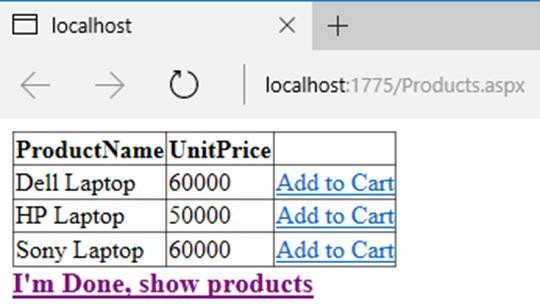 localhost
localhost:1775/Products.aspx
ProductName UnitPrice
Dell Laptop 60000 Add to Cart
HP Laptop 50000 Add to Cart
Sony Laptop 60000 Add to Cart
I'm Done, show products